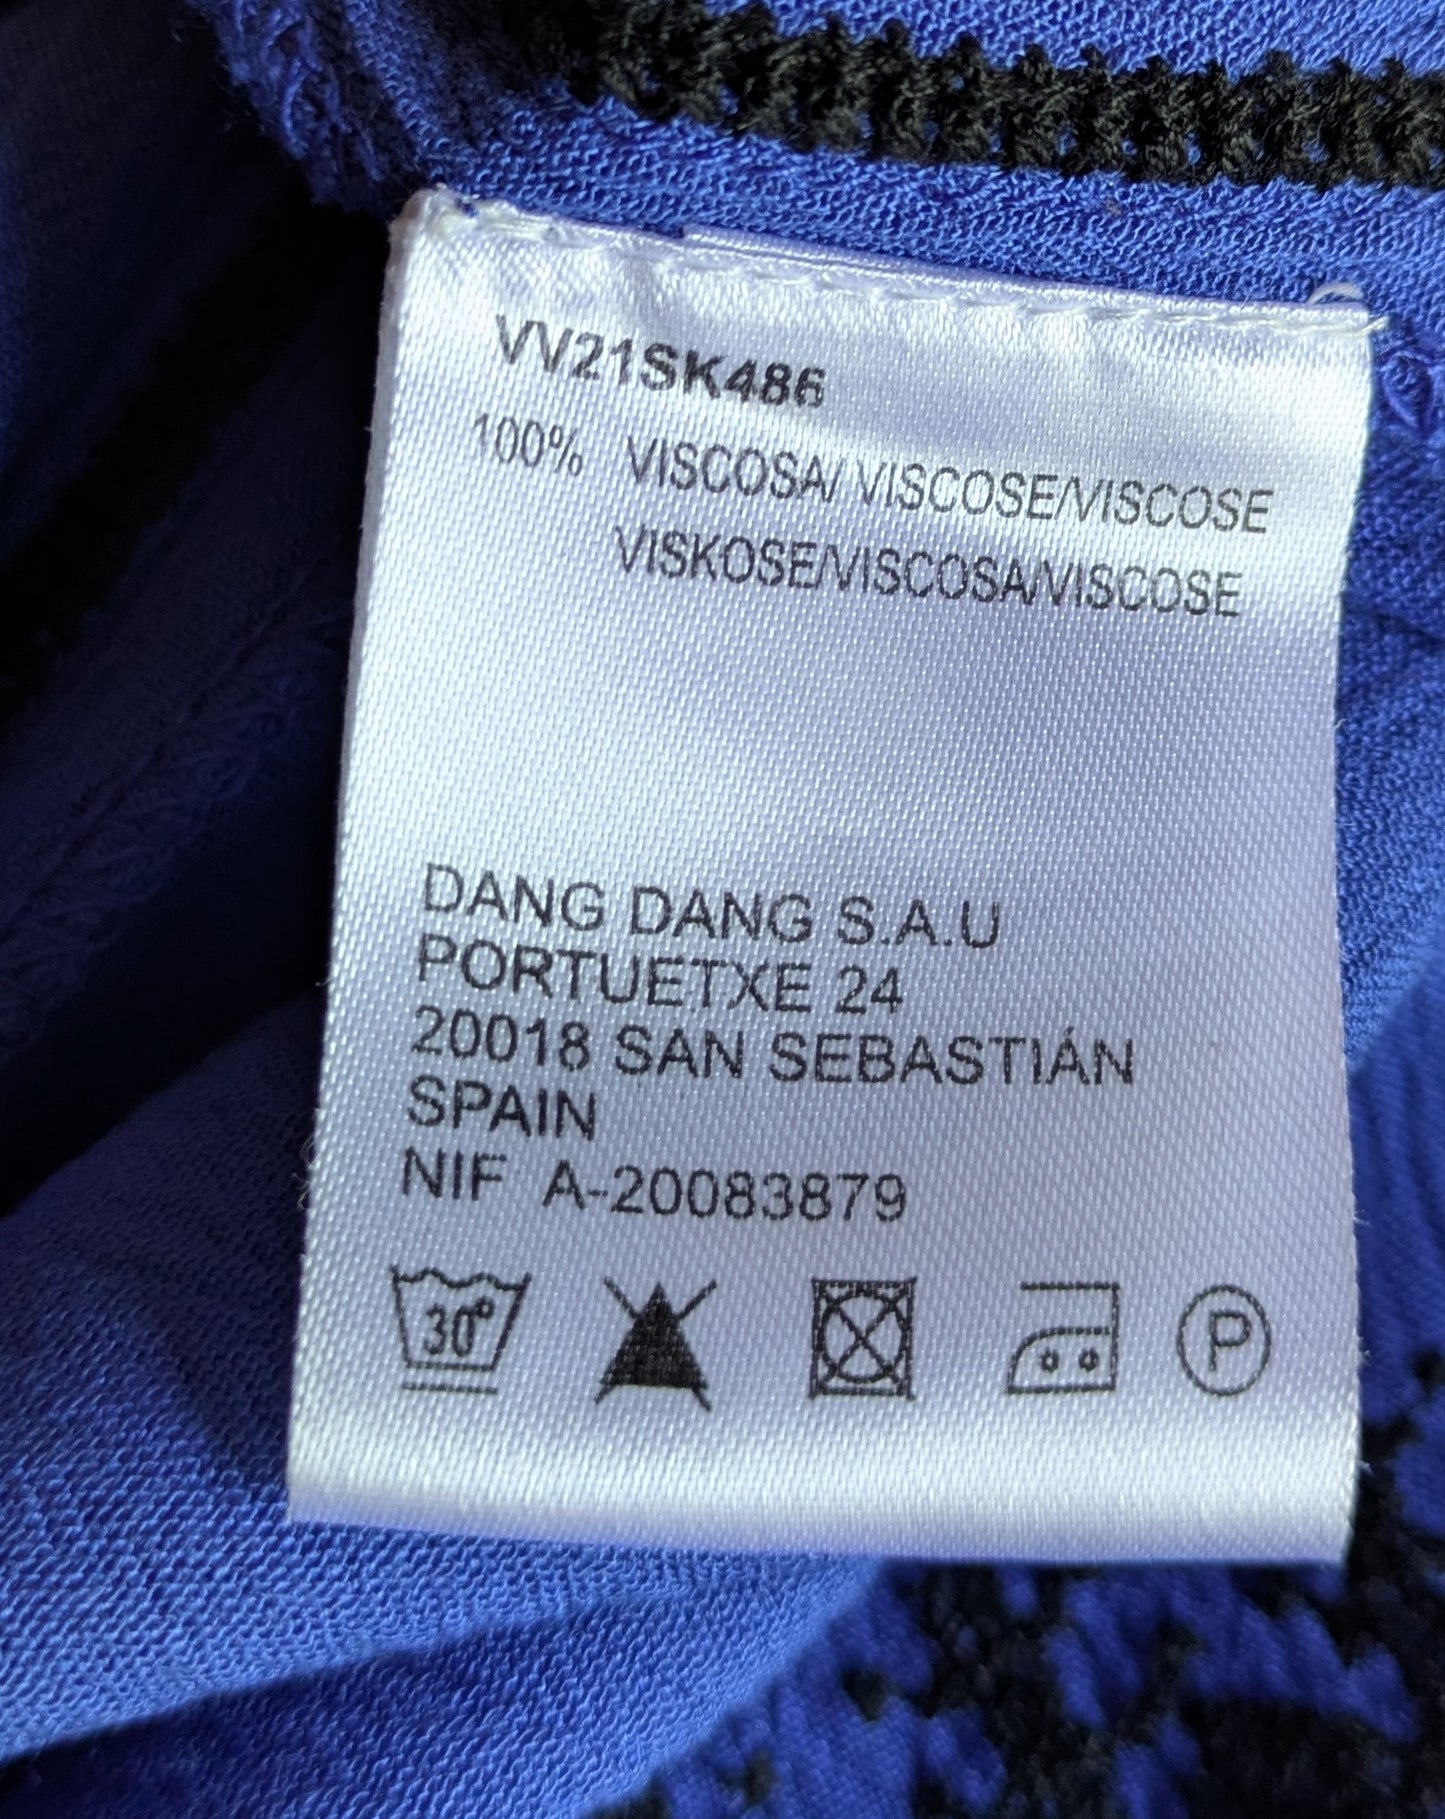 VV21SK486
100% VISCOSA/ VISCOSE/VISCOSE
VISKOSE/VISCOSA/VISCOSE
DANG DANG S.A.U
PORTUETXE 24
20018 SAN SEBASTIÁN
SPAIN
NIF A-20083879
30° P